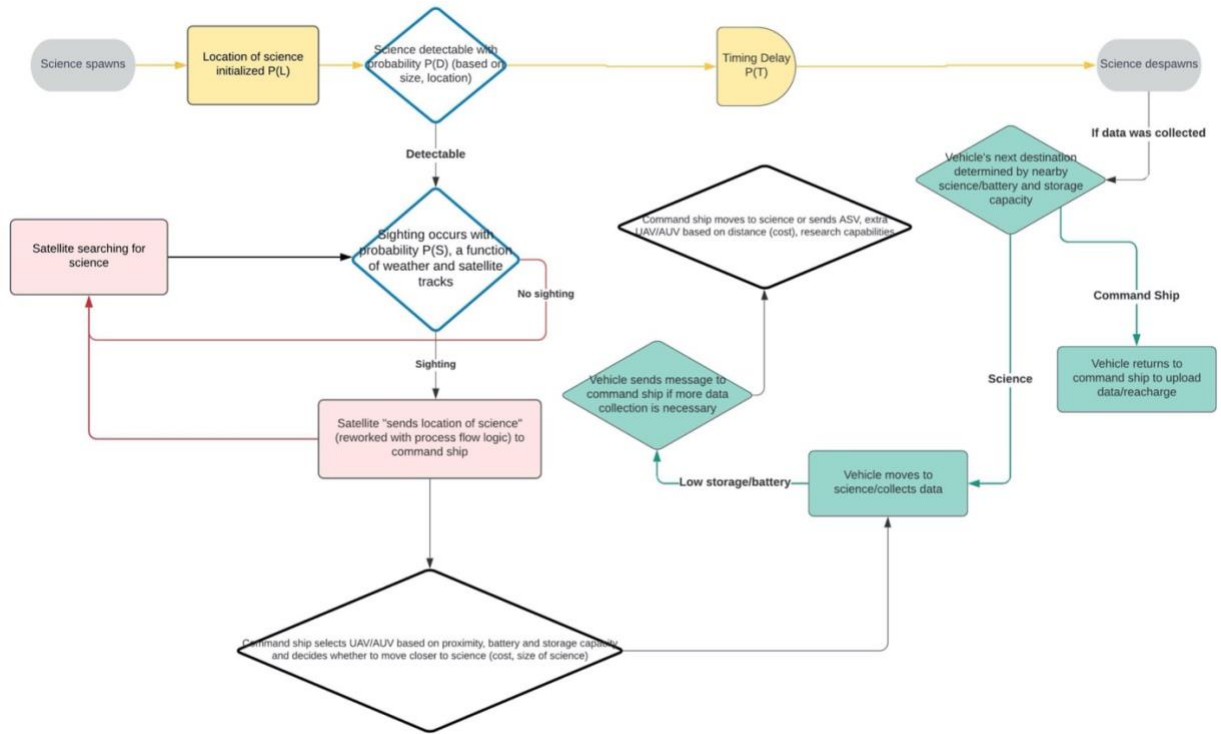 Science spawns
Location of science
initialized P(L)
Science detectable with
probability P(D) (based on
size, location)
Timing Delay
P(T)
Science despawns
If data was collected
Detectable
Vehicle's next destination
determined by nearby
science/battery and storage
capacity
Command ship moves to science or sends ASV, extra
UAV/AUV based on distance (cost), research capabilities
Satellite searching for
science
Sighting occurs with
probability P(S), a function
of weather and satellite
tracks
No sighting
Command Ship
Sighting
Science
Vehicle returns to
command ship to upload
data/reacharge
Vehicle sends message to
command ship if more data
collection is necessary
Satellite "sends location of science"
(reworked with process flow logic) to
command ship
Low storage/battery
Vehicle moves to
science/collects data
Command ship selects UAV/AUV based on proximity, battery and storage capacity
and decides whether to move closer to science (cost, size of science)